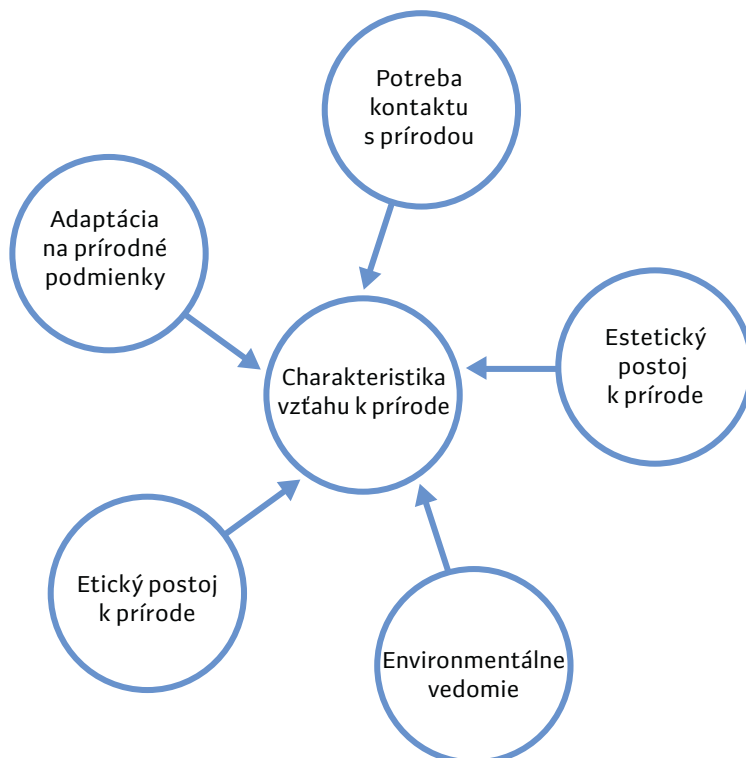 Potreba
kontaktu
s prírodou
Adaptácia
na prírodné
podmienky
Estetický
postoj
k prírode
Charakteristika
vzťahu k prírode
Etický postoj
k prírode
Environmentálne
vedomie